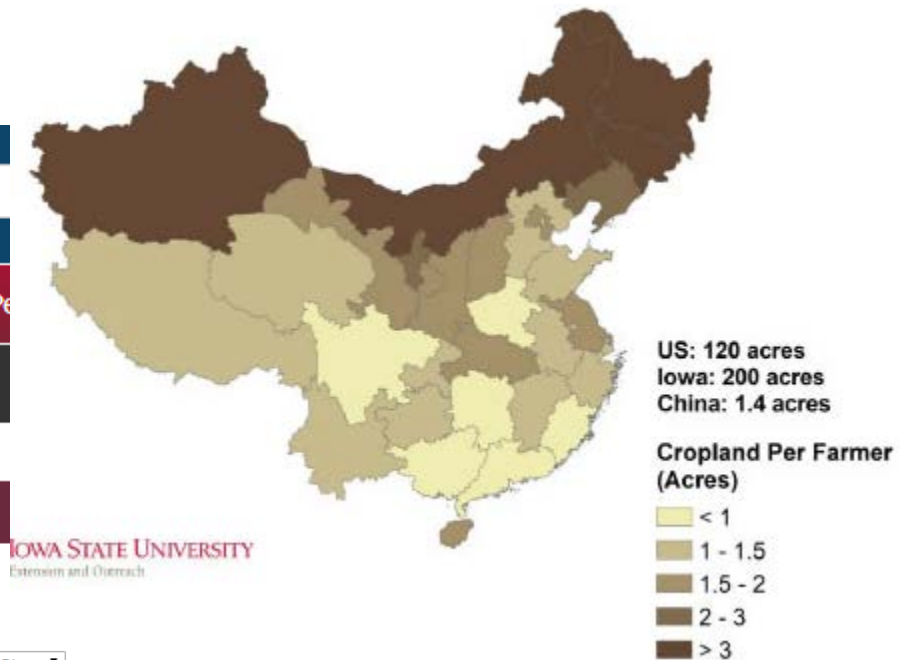 US: 120 acres
Iowa: 200 acres
China: 1.4 acres
Cropland Per Farmer
(Acres)
< 1
1 - 1.5
1.5 - 2
2 - 3
> 3
IOWA STATE UNIVERSITY
Extension and Outreach